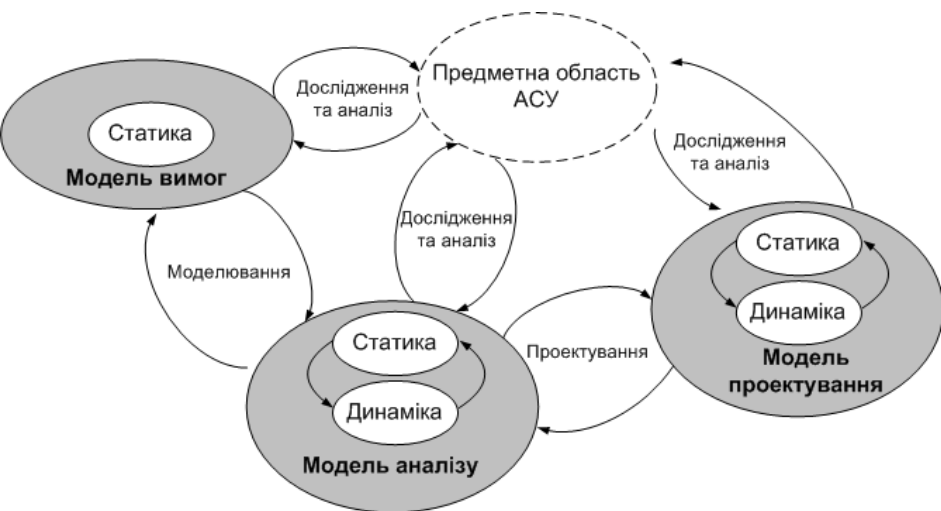 Предметна область
АСУ
Дослідження
та аналіз
Статика
Модель вимог
Дослідження
та аналіз
Дослідження
та аналіз
Моделювання
Статика
Динаміка
Модель
проектування
Статика
Динаміка
Модель аналізу
Проектування